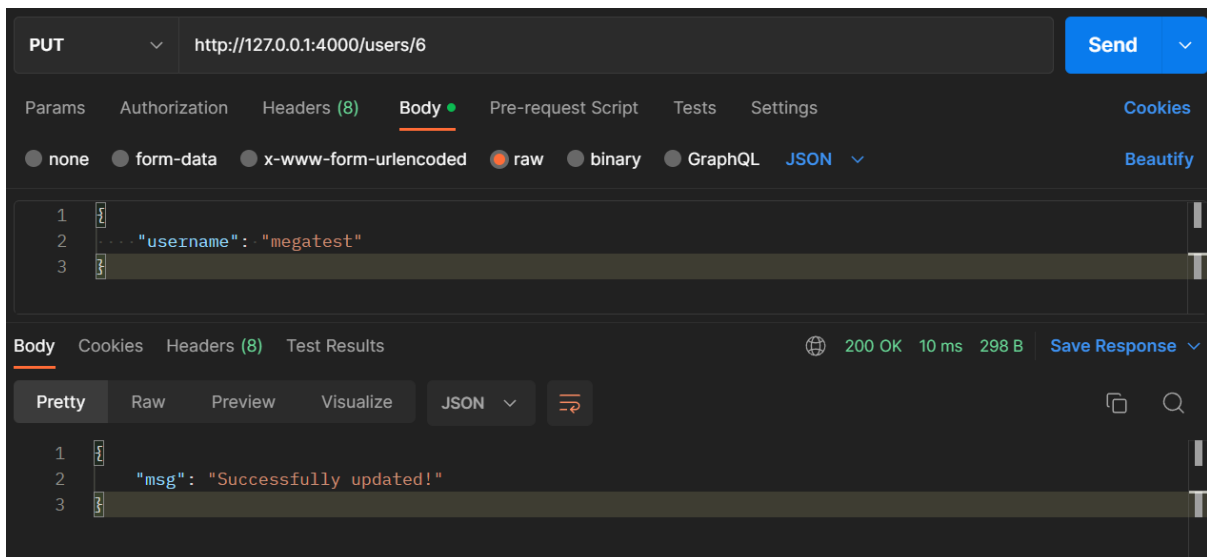 PUT http://127.0.0.1:4000/users/6 Send
Params Authorization Headers (8) Body Pre-request Script Tests Settings Cookies
none form-data x-www-form-urlencoded raw binary GraphQL JSON Beautify
1 {
2 "username": "megatest"
3 }
Body Cookies Headers (8) Test Results 200 OK 10 ms 298 B Save Response
Pretty Raw Preview Visualize JSON
1 {
2 "msg": "Successfully updated!"
3 }